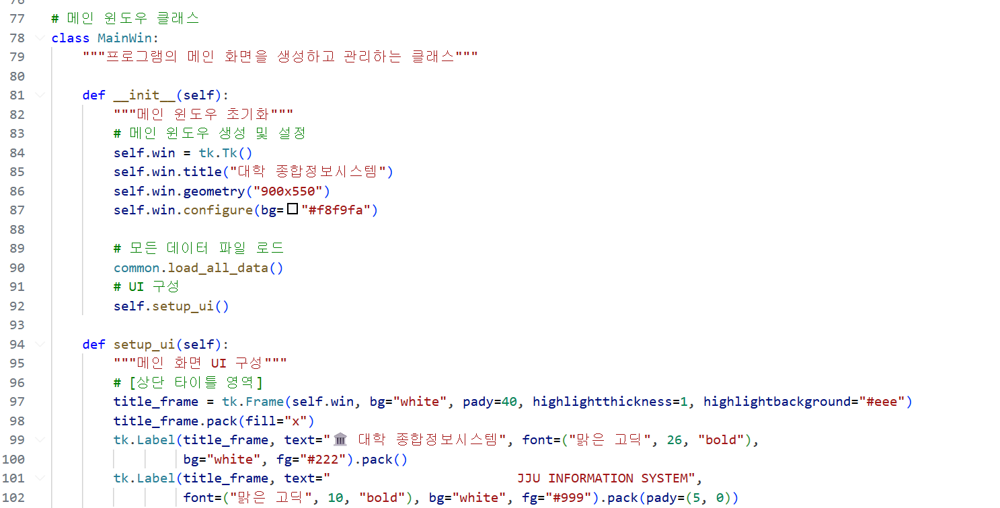 76
77 # 메인 윈도우 클래스
78 class MainWin:
79     """프로그램의 메인 화면을 생성하고 관리하는 클래스"""
80
81     def __init__(self):
82         """메인 윈도우 초기화"""
83         # 메인 윈도우 생성 및 설정
84         self.win = tk.Tk()
85         self.win.title("대학 종합정보시스템")
86         self.win.geometry("900x550")
87         self.win.configure(bg="#f8f9fa")
88
89         # 모든 데이터 파일 로드
90         common.load_all_data()
91         # UI 구성
92         self.setup_ui()
93
94     def setup_ui(self):
95         """메인 화면 UI 구성"""
96         # [상단 타이틀 영역]
97         title_frame = tk.Frame(self.win, bg="white", pady=40, highlightthickness=1, highlightbackground="#eee")
98         title_frame.pack(fill="x")
99         tk.Label(title_frame, text="🏛️ 대학 종합정보시스템", font=("맑은 고딕", 26, "bold"),
100                  bg="white", fg="#222").pack()
101         tk.Label(title_frame, text="                        JJU INFORMATION SYSTEM",
102                  font=("맑은 고딕", 10, "bold"), bg="white", fg="#999").pack(pady=(5, 0))